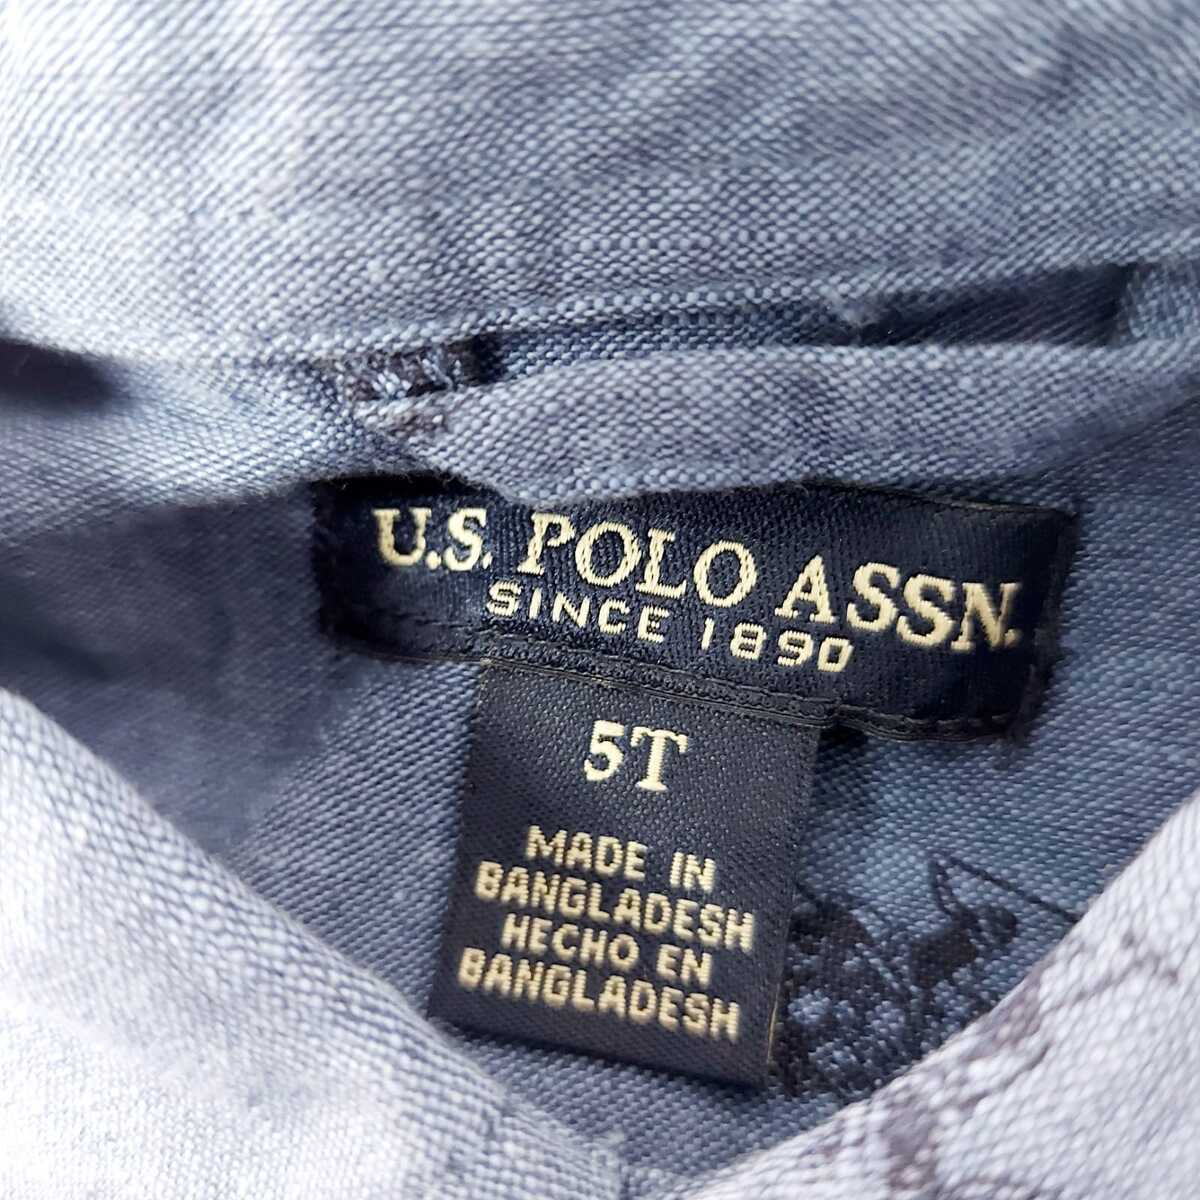 U.S. POLO ASSN.
SINCE 1890
5T
MADE IN
BANGLADESH
HECHO EN
BANGLADESH